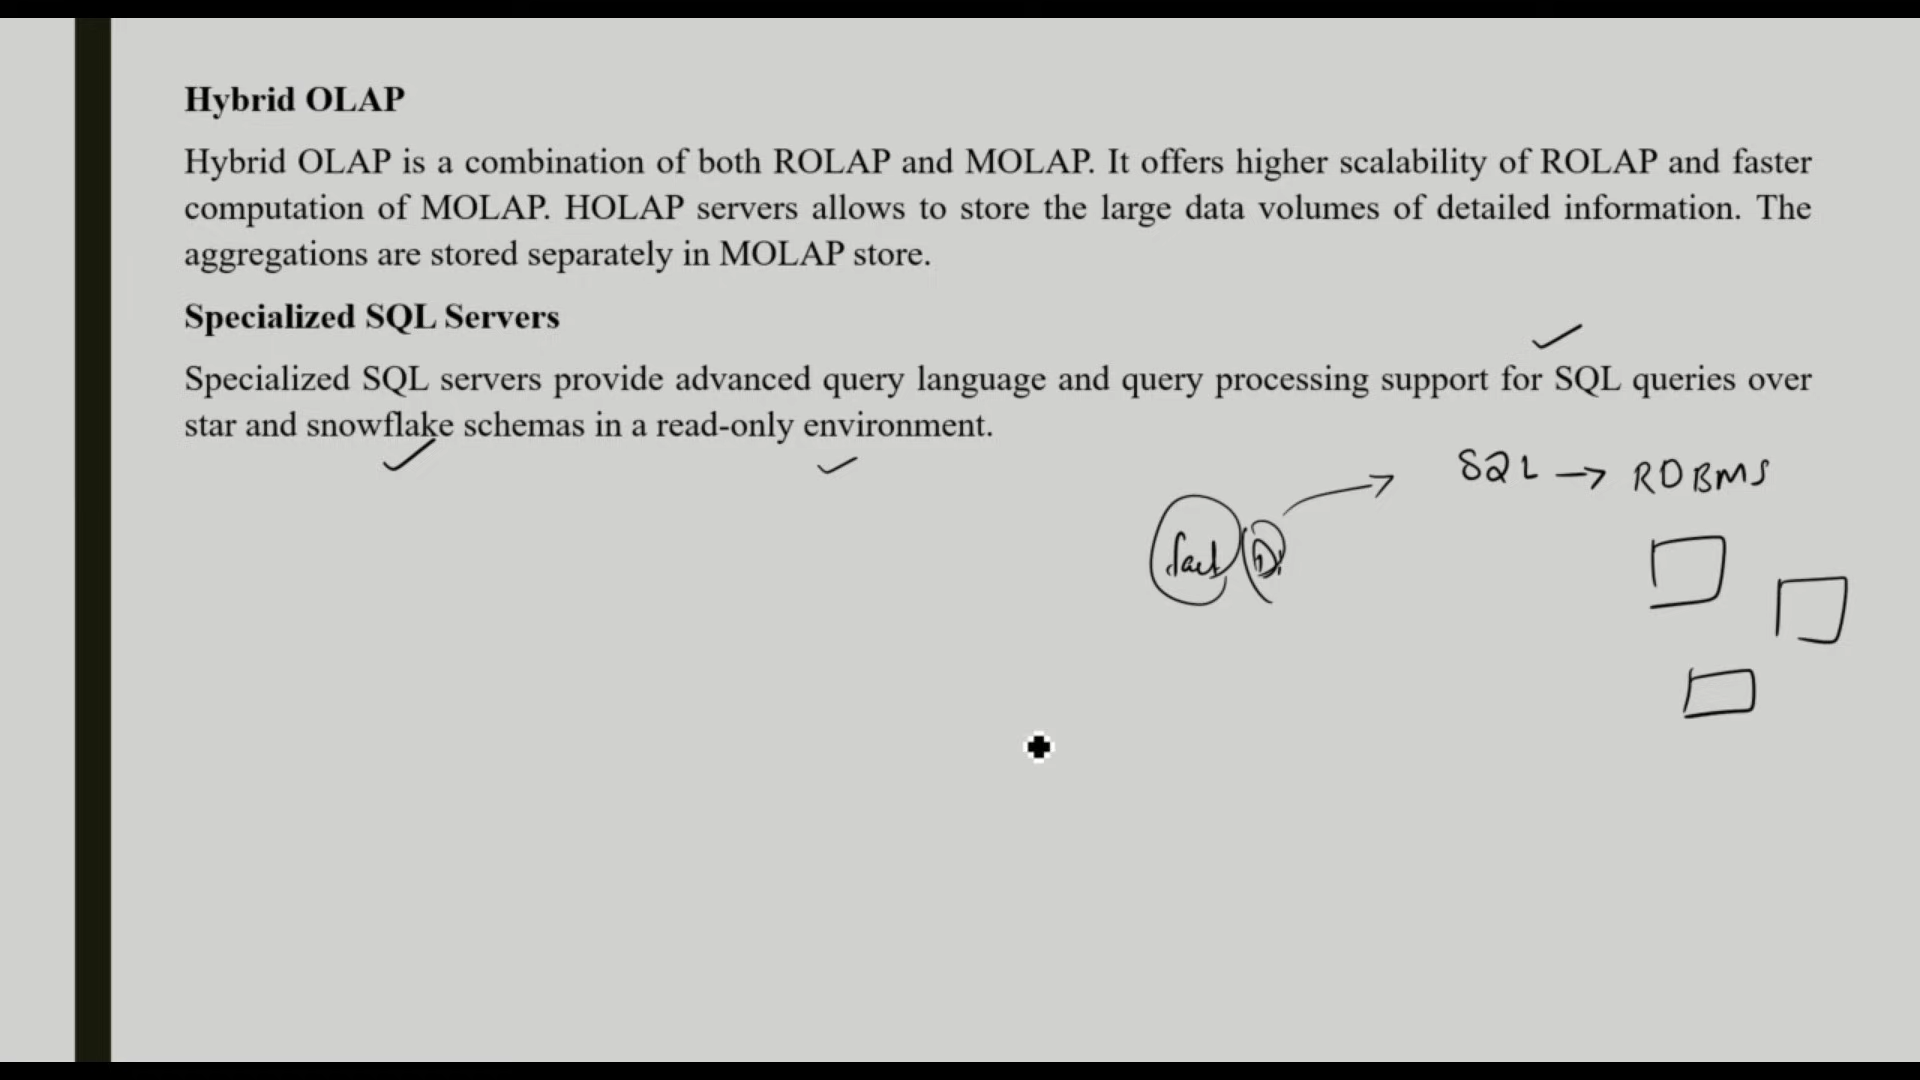 Hybrid OLAP
Hybrid OLAP is a combination of both ROLAP and MOLAP. It offers higher scalability of ROLAP and faster
computation of MOLAP. HOLAP servers allows to store the large data volumes of detailed information. The
aggregations are stored separately in MOLAP store.
Specialized SQL Servers
Specialized SQL servers provide advanced query language and query processing support for SQL queries over
star and snowflake schemas in a read-only environment.
SQL → RDBMS
fact D